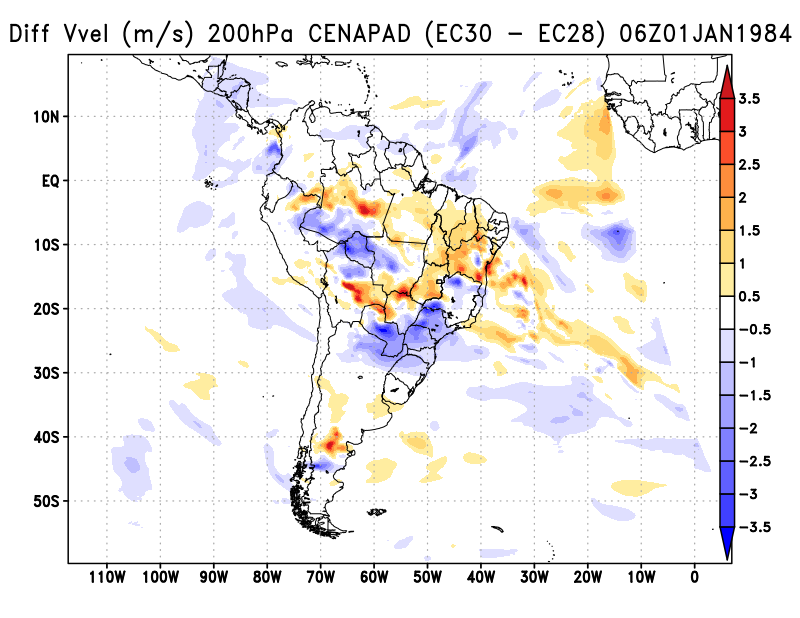 Diff Vvel (m/s) 200hPa CENAPAD (EC30 − EC28) 06Z01JAN1984
10N
EQ
10S
20S
30S
40S
50S
110W 100W 90W 80W 70W 60W 50W 40W 30W 20W 10W 0
3.5
3
2.5
2
1.5
1
0.5
−0.5
−1
−1.5
−2
−2.5
−3
−3.5